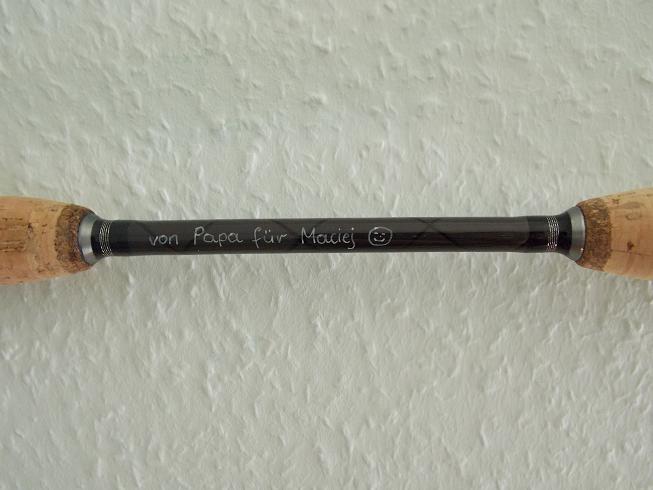 von Papa für Maciej ☺